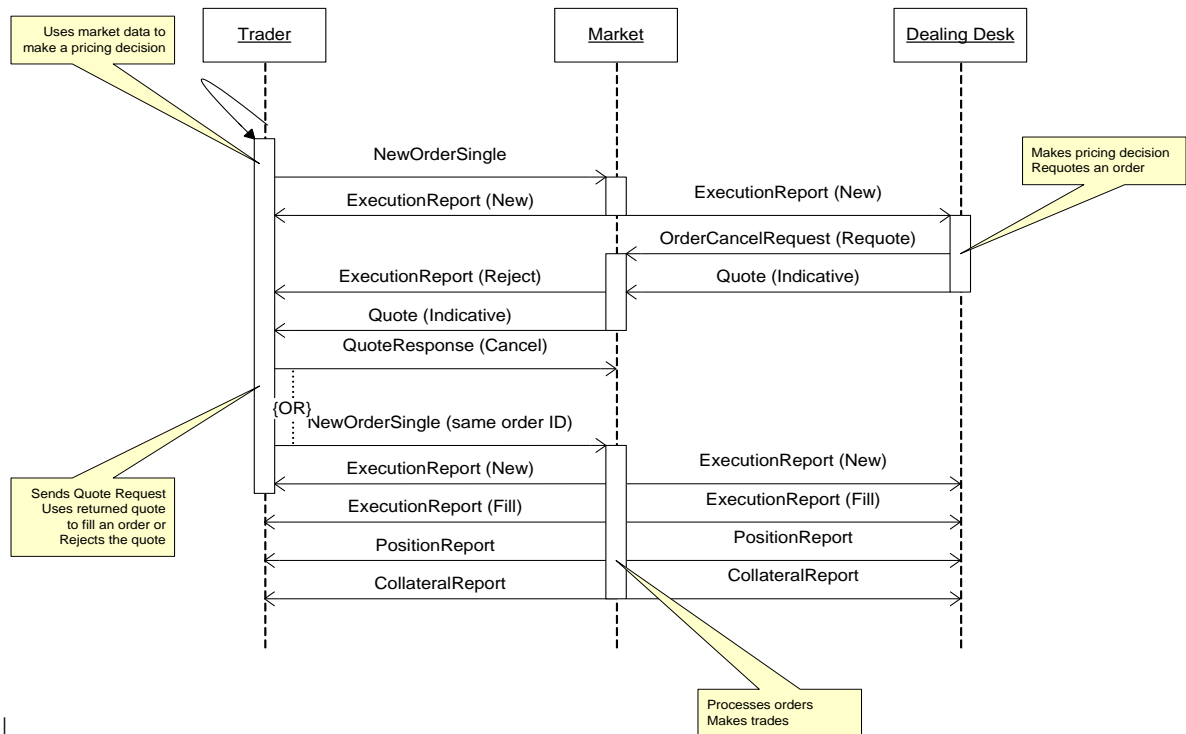 Uses market data to
make a pricing decision
Trader
Market
Dealing Desk
NewOrderSingle
Makes pricing decision
Requotes an order
ExecutionReport (New)
ExecutionReport (New)
OrderCancelRequest (Requote)
ExecutionReport (Reject)
Quote (Indicative)
Quote (Indicative)
QuoteResponse (Cancel)
{OR}
NewOrderSingle (same order ID)
ExecutionReport (New)
ExecutionReport (New)
Sends Quote Request
Uses returned quote
to fill an order or
Rejects the quote
ExecutionReport (Fill)
ExecutionReport (Fill)
PositionReport
PositionReport
CollateralReport
CollateralReport
Processes orders
Makes trades